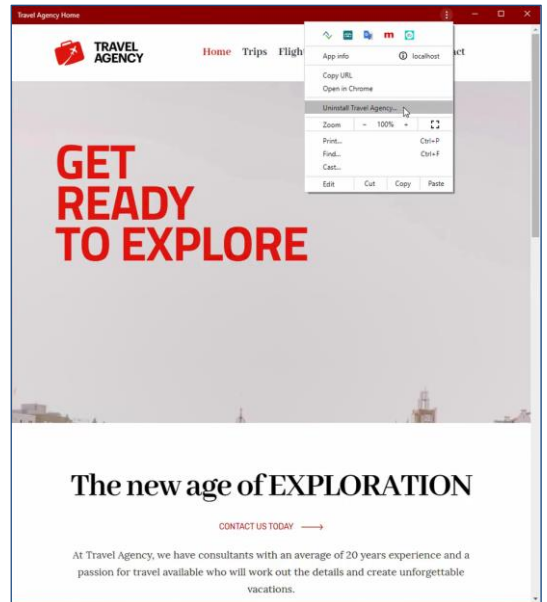 Travel Agency Home
TRAVEL
AGENCY
Home Trips Fligh
ct
App info localhost
Copy URL
Open in Chrome
Uninstall Travel Agency...
Zoom - 100% +
Print... Ctrl+P
Find... Ctrl+F
Cast...
Edit Cut Copy Paste
GET
READY
TO EXPLORE
The new age of EXPLORATION
CONTACT US TODAY
At Travel Agency, we have consultants with an average of 20 years experience and a
passion for travel available who will work out the details and create unforgettable
vacations.